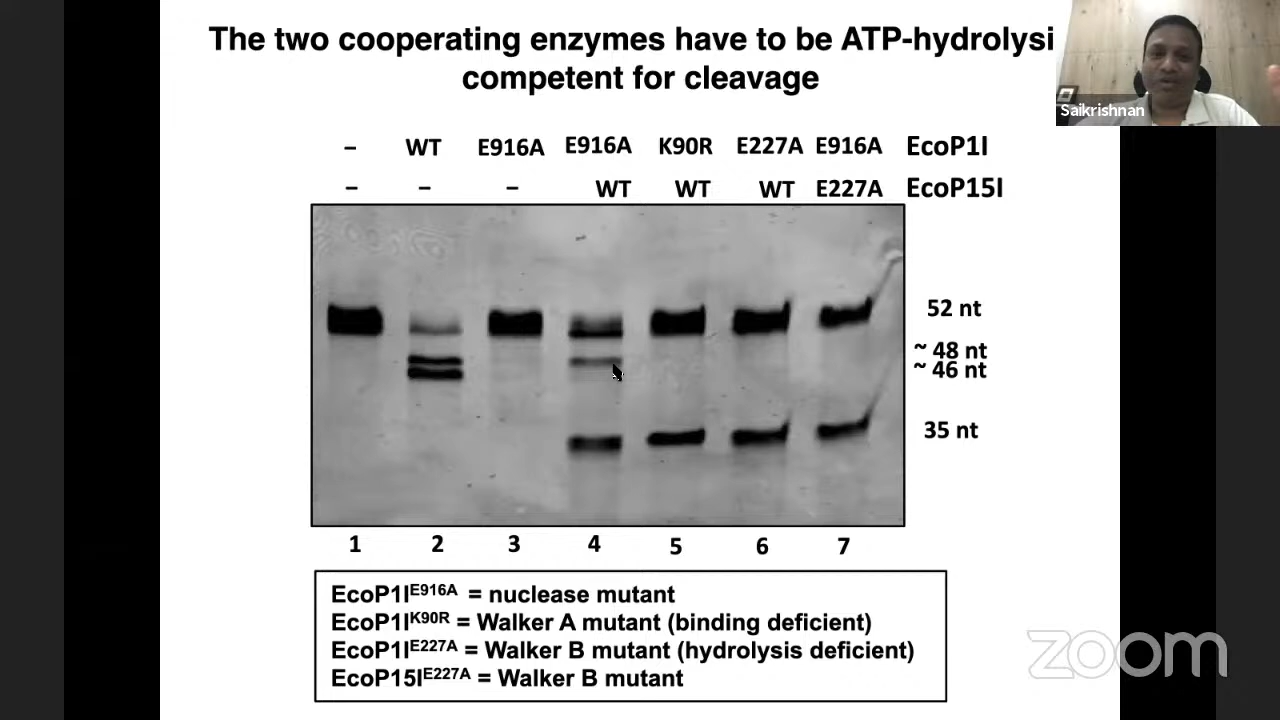 The two cooperating enzymes have to be ATP-hydrolysi
competent for cleavage
Saikrishnan
– WT E916A E916A K90R E227A E916A EcoP1I
– – – WT WT WT E227A EcoP15I
52 nt
~ 48 nt
~ 46 nt
35 nt
1 2 3 4 5 6 7
EcoP1I^E916A = nuclease mutant
EcoP1I^K90R = Walker A mutant (binding deficient)
EcoP1I^E227A = Walker B mutant (hydrolysis deficient)
EcoP15I^E227A = Walker B mutant
zoom